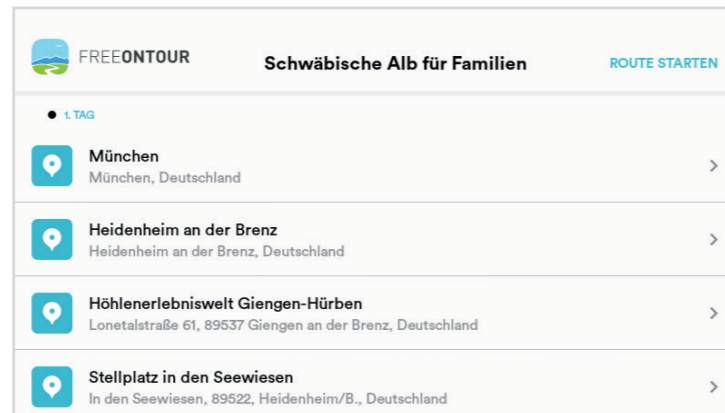 FREEONTOUR
Schwäbische Alb für Familien
ROUTE STARTEN
1. TAG
München
München, Deutschland
Heidenheim an der Brenz
Heidenheim an der Brenz, Deutschland
Höhlenerlebniswelt Giengen-Hürben
Lonetalstraße 61, 89537 Giengen an der Brenz, Deutschland
Stellplatz in den Seewiesen
In den Seewiesen, 89522, Heidenheim/B., Deutschland